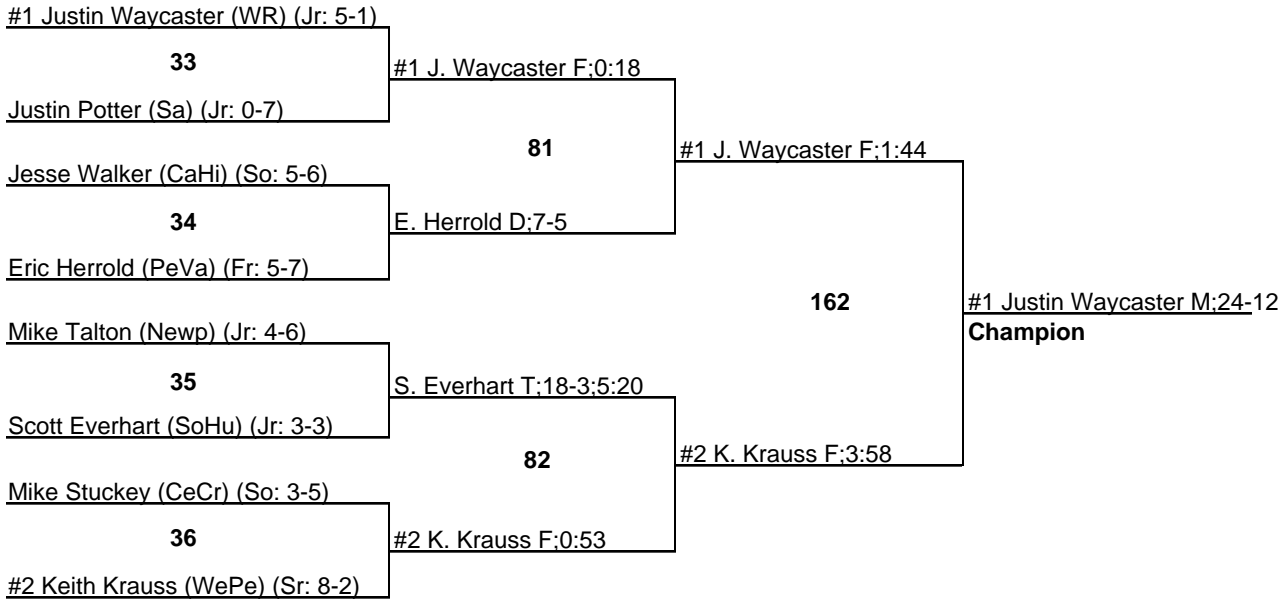 #1 Justin Waycaster (WR) (Jr: 5-1)
33
#1 J. Waycaster F;0:18
Justin Potter (Sa) (Jr: 0-7)
81
#1 J. Waycaster F;1:44
Jesse Walker (CaHi) (So: 5-6)
34
E. Herrold D;7-5
Eric Herrold (PeVa) (Fr: 5-7)
162
#1 Justin Waycaster M;24-12
Champion
Mike Talton (Newp) (Jr: 4-6)
35
S. Everhart T;18-3;5:20
Scott Everhart (SoHu) (Jr: 3-3)
82
#2 K. Krauss F;3:58
Mike Stuckey (CeCr) (So: 3-5)
36
#2 K. Krauss F;0:53
#2 Keith Krauss (WePe) (Sr: 8-2)